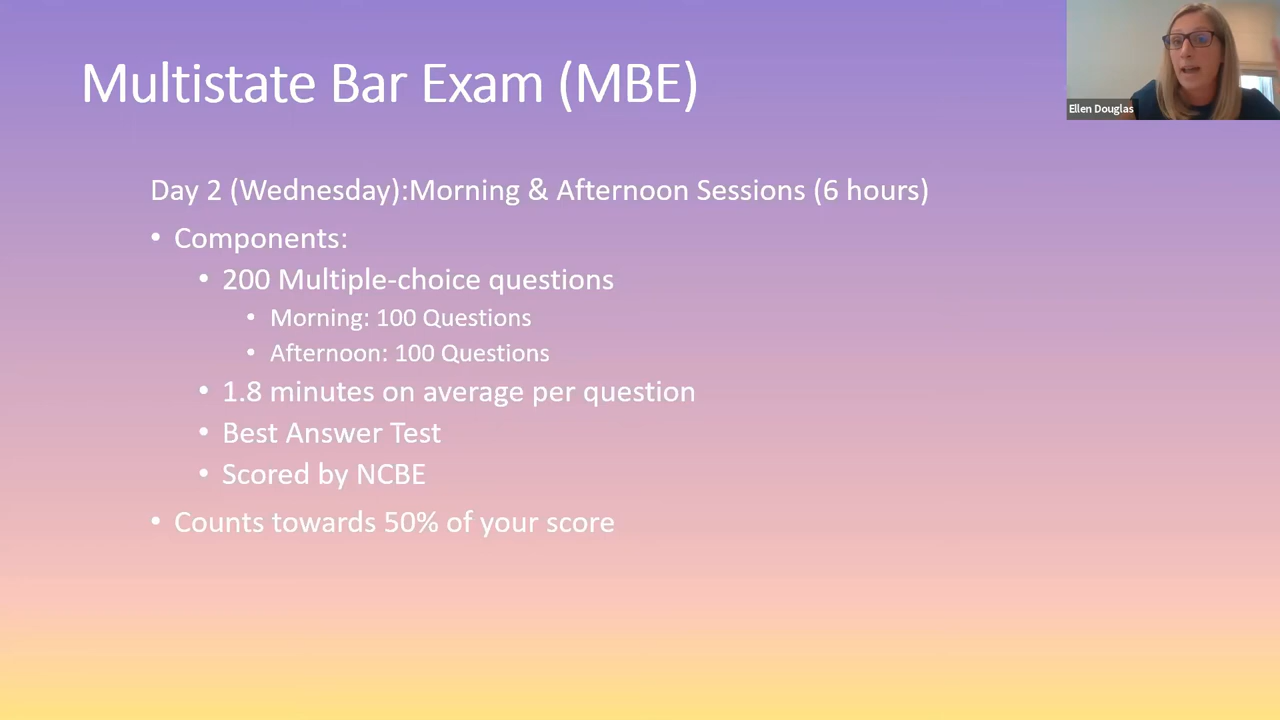 Multistate Bar Exam (MBE)
Ellen Douglas
Day 2 (Wednesday):Morning & Afternoon Sessions (6 hours)
• Components:
• 200 Multiple-choice questions
• Morning: 100 Questions
• Afternoon: 100 Questions
• 1.8 minutes on average per question
• Best Answer Test
• Scored by NCBE
• Counts towards 50% of your score